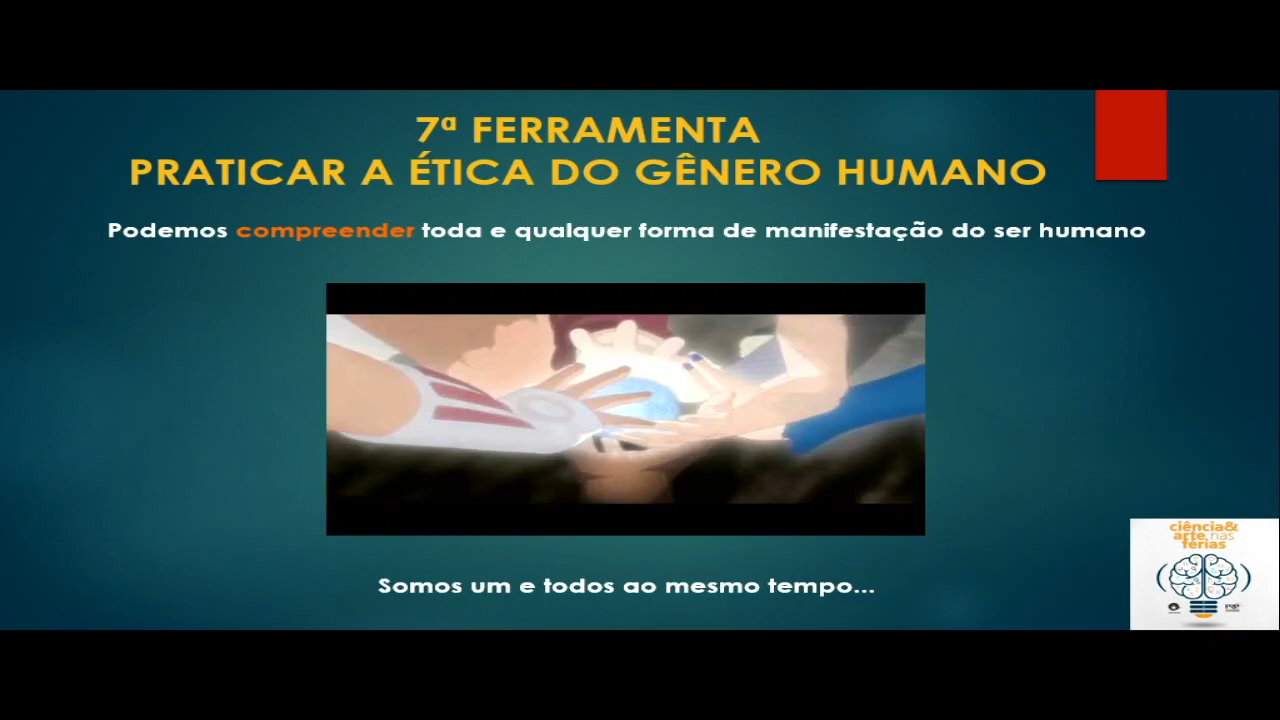 7ª FERRAMENTA
PRATICAR A ÉTICA DO GÊNERO HUMANO
Podemos compreender toda e qualquer forma de manifestação do ser humano
Somos um e todos ao mesmo tempo...
ciência&
arte nas
férias